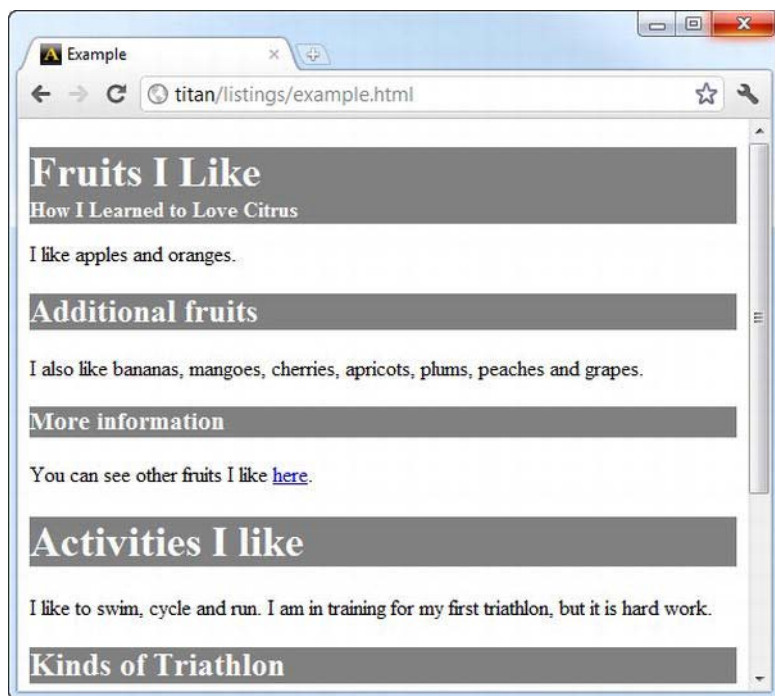 Example
titan/listings/example.html
Fruits I Like
How I Learned to Love Citrus
I like apples and oranges.
Additional fruits
I also like bananas, mangoes, cherries, apricots, plums, peaches and grapes.
More information
You can see other fruits I like here.
Activities I like
I like to swim, cycle and run. I am in training for my first triathlon, but it is hard work.
Kinds of Triathlon